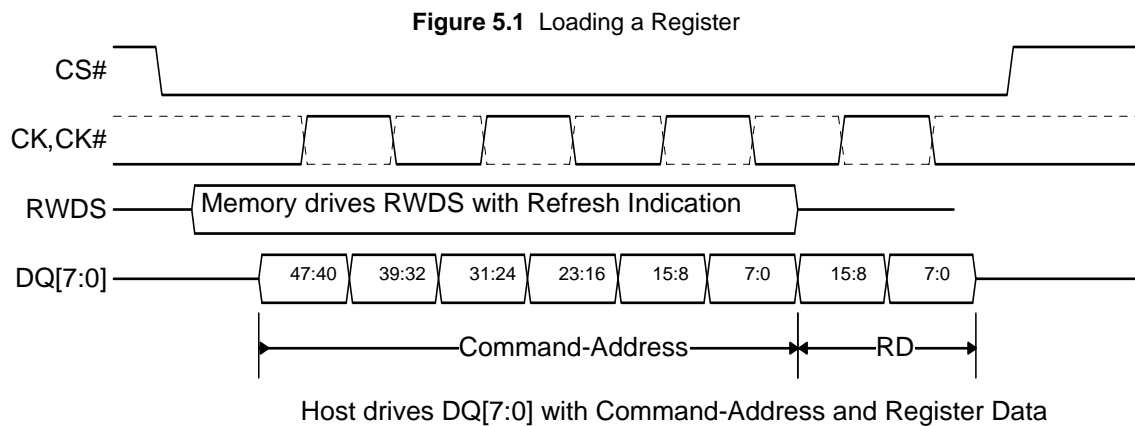 Figure 5.1 Loading a Register
CS#
CK,CK#
RWDS
Memory drives RWDS with Refresh Indication
DQ[7:0]
47:40 39:32 31:24 23:16 15:8 7:0 15:8 7:0
Command-Address RD
Host drives DQ[7:0] with Command-Address and Register Data